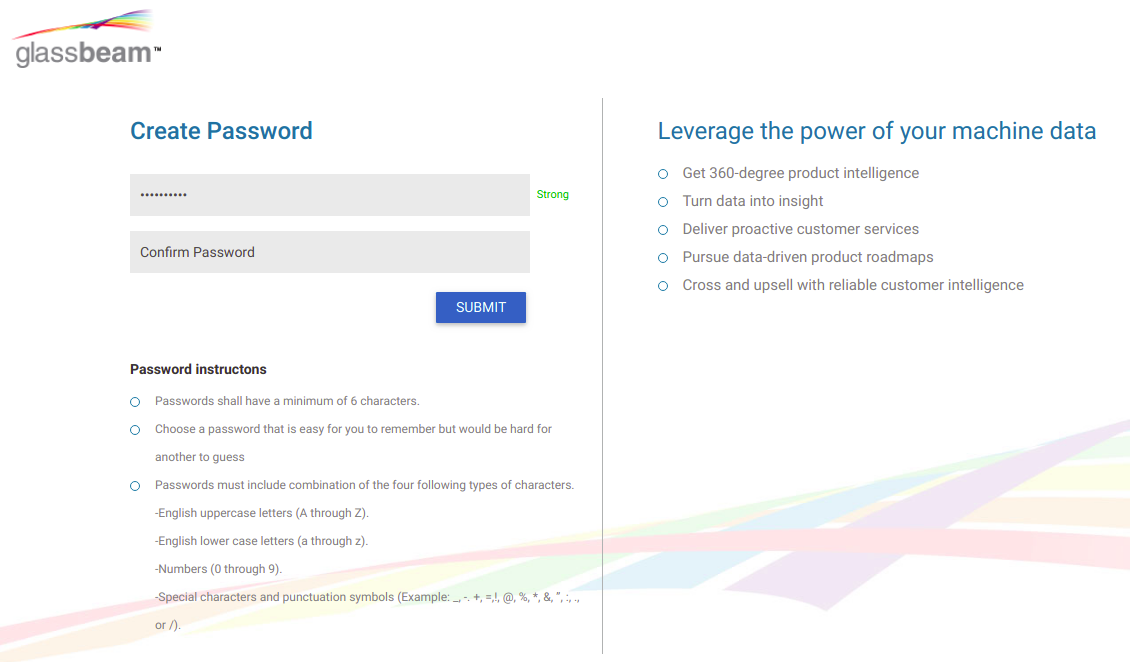 glassbeam™
Create Password
••••••••••
Strong
Confirm Password
SUBMIT
Password instructons
Passwords shall have a minimum of 6 characters.
Choose a password that is easy for you to remember but would be hard for
another to guess
Passwords must include combination of the four following types of characters.
-English uppercase letters (A through Z).
-English lower case letters (a through z).
-Numbers (0 through 9).
-Special characters and punctuation symbols (Example: _, -. +, =,!, @, %, *, &, ”, :, .,
or /).
Leverage the power of your machine data
Get 360-degree product intelligence
Turn data into insight
Deliver proactive customer services
Pursue data-driven product roadmaps
Cross and upsell with reliable customer intelligence